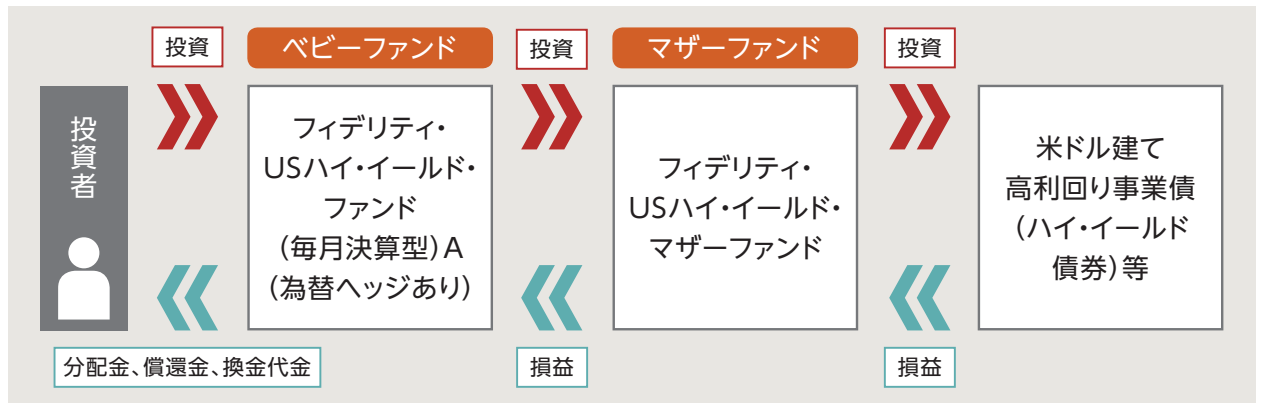 投資
ベビーファンド
投資
マザーファンド
投資
投資者
フィデリティ・
USハイ・イールド・
ファンド
(毎月決算型)A
(為替ヘッジあり)
フィデリティ・
USハイ・イールド・
マザーファンド
米ドル建て
高利回り事業債
(ハイ・イールド
債券)等
分配金、償還金、換金代金
損益
損益